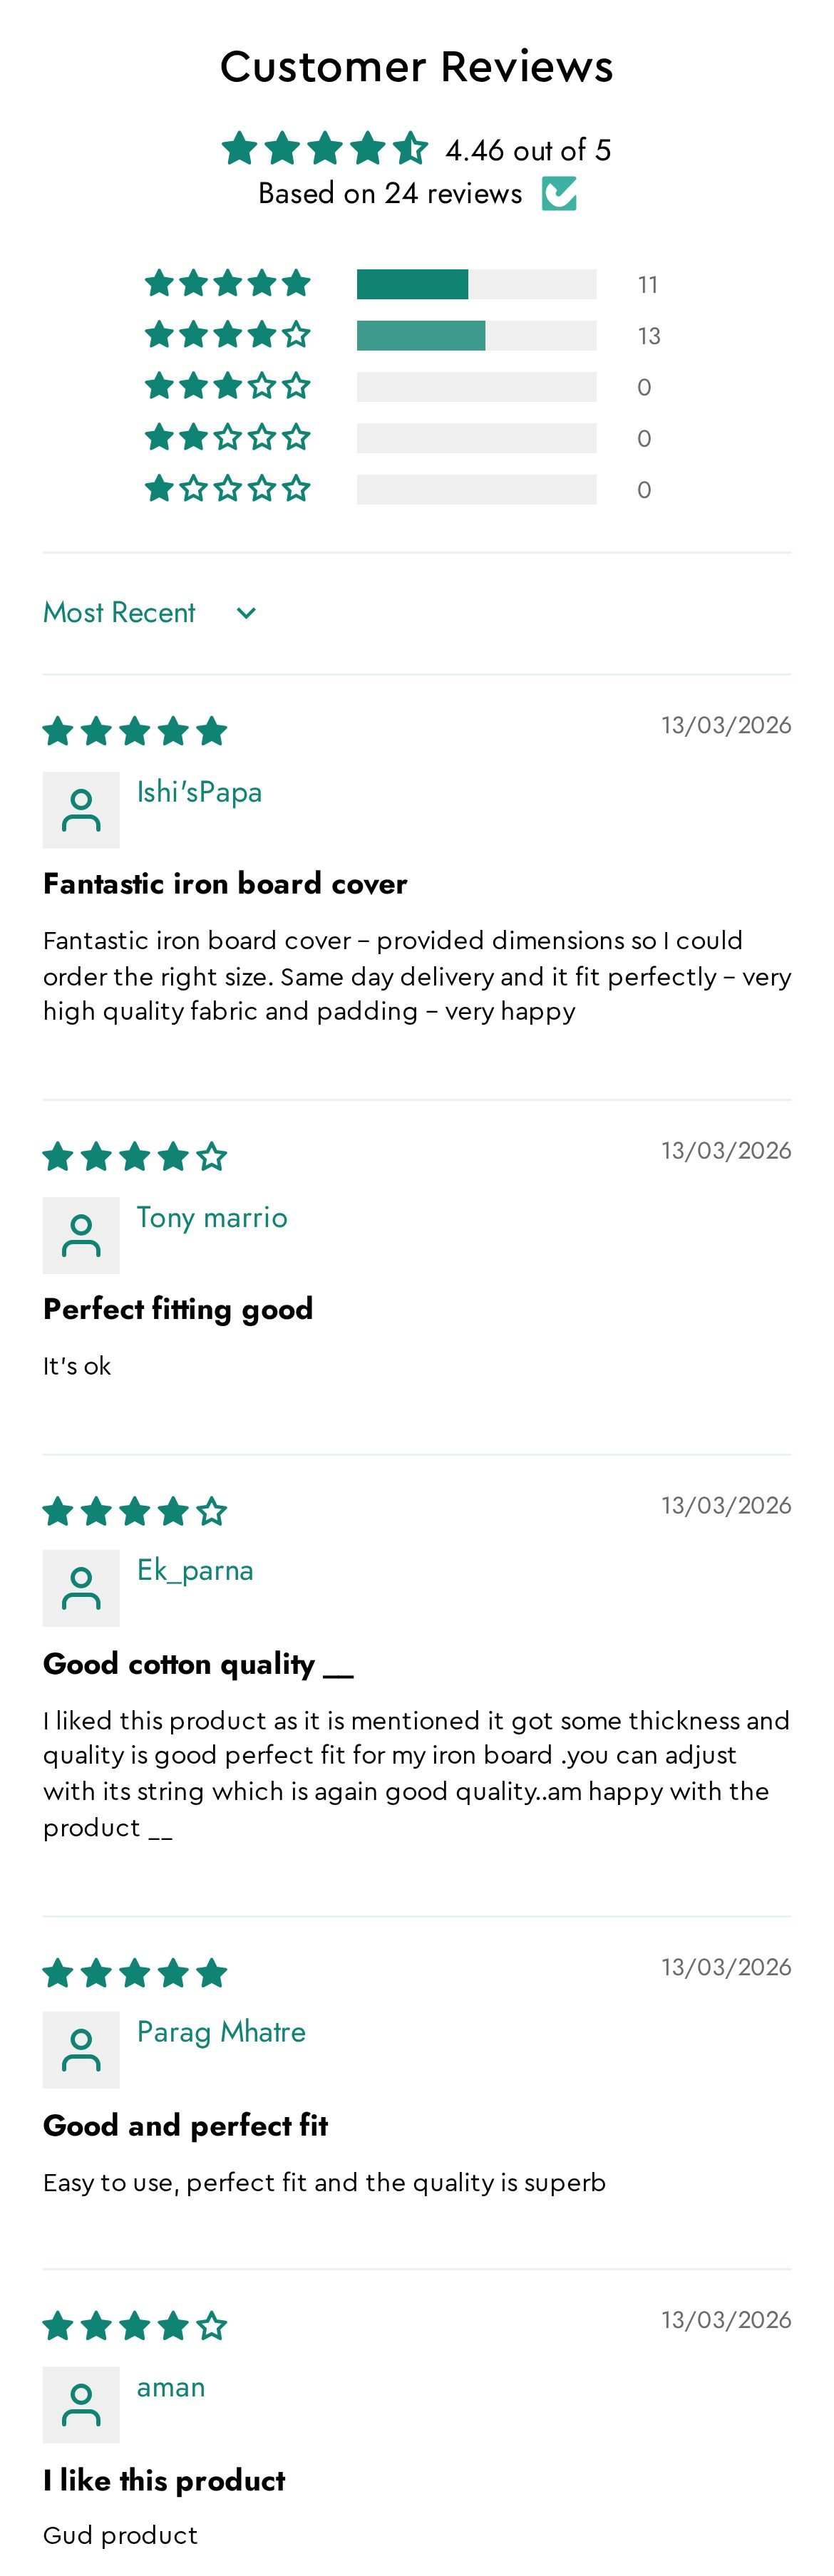 Customer Reviews
4.46 out of 5
Based on 24 reviews
11
13
0
0
0
Most Recent
13/03/2026
Ishi'sPapa
Fantastic iron board cover
Fantastic iron board cover – provided dimensions so I could
order the right size. Same day delivery and it fit perfectly – very
high quality fabric and padding – very happy
13/03/2026
Tony marrio
Perfect fitting good
It's ok
13/03/2026
Ek_parna
Good cotton quality __
I liked this product as it is mentioned it got some thickness and
quality is good perfect fit for my iron board .you can adjust
with its string which is again good quality..am happy with the
product __
13/03/2026
Parag Mhatre
Good and perfect fit
Easy to use, perfect fit and the quality is superb
13/03/2026
aman
I like this product
Gud product